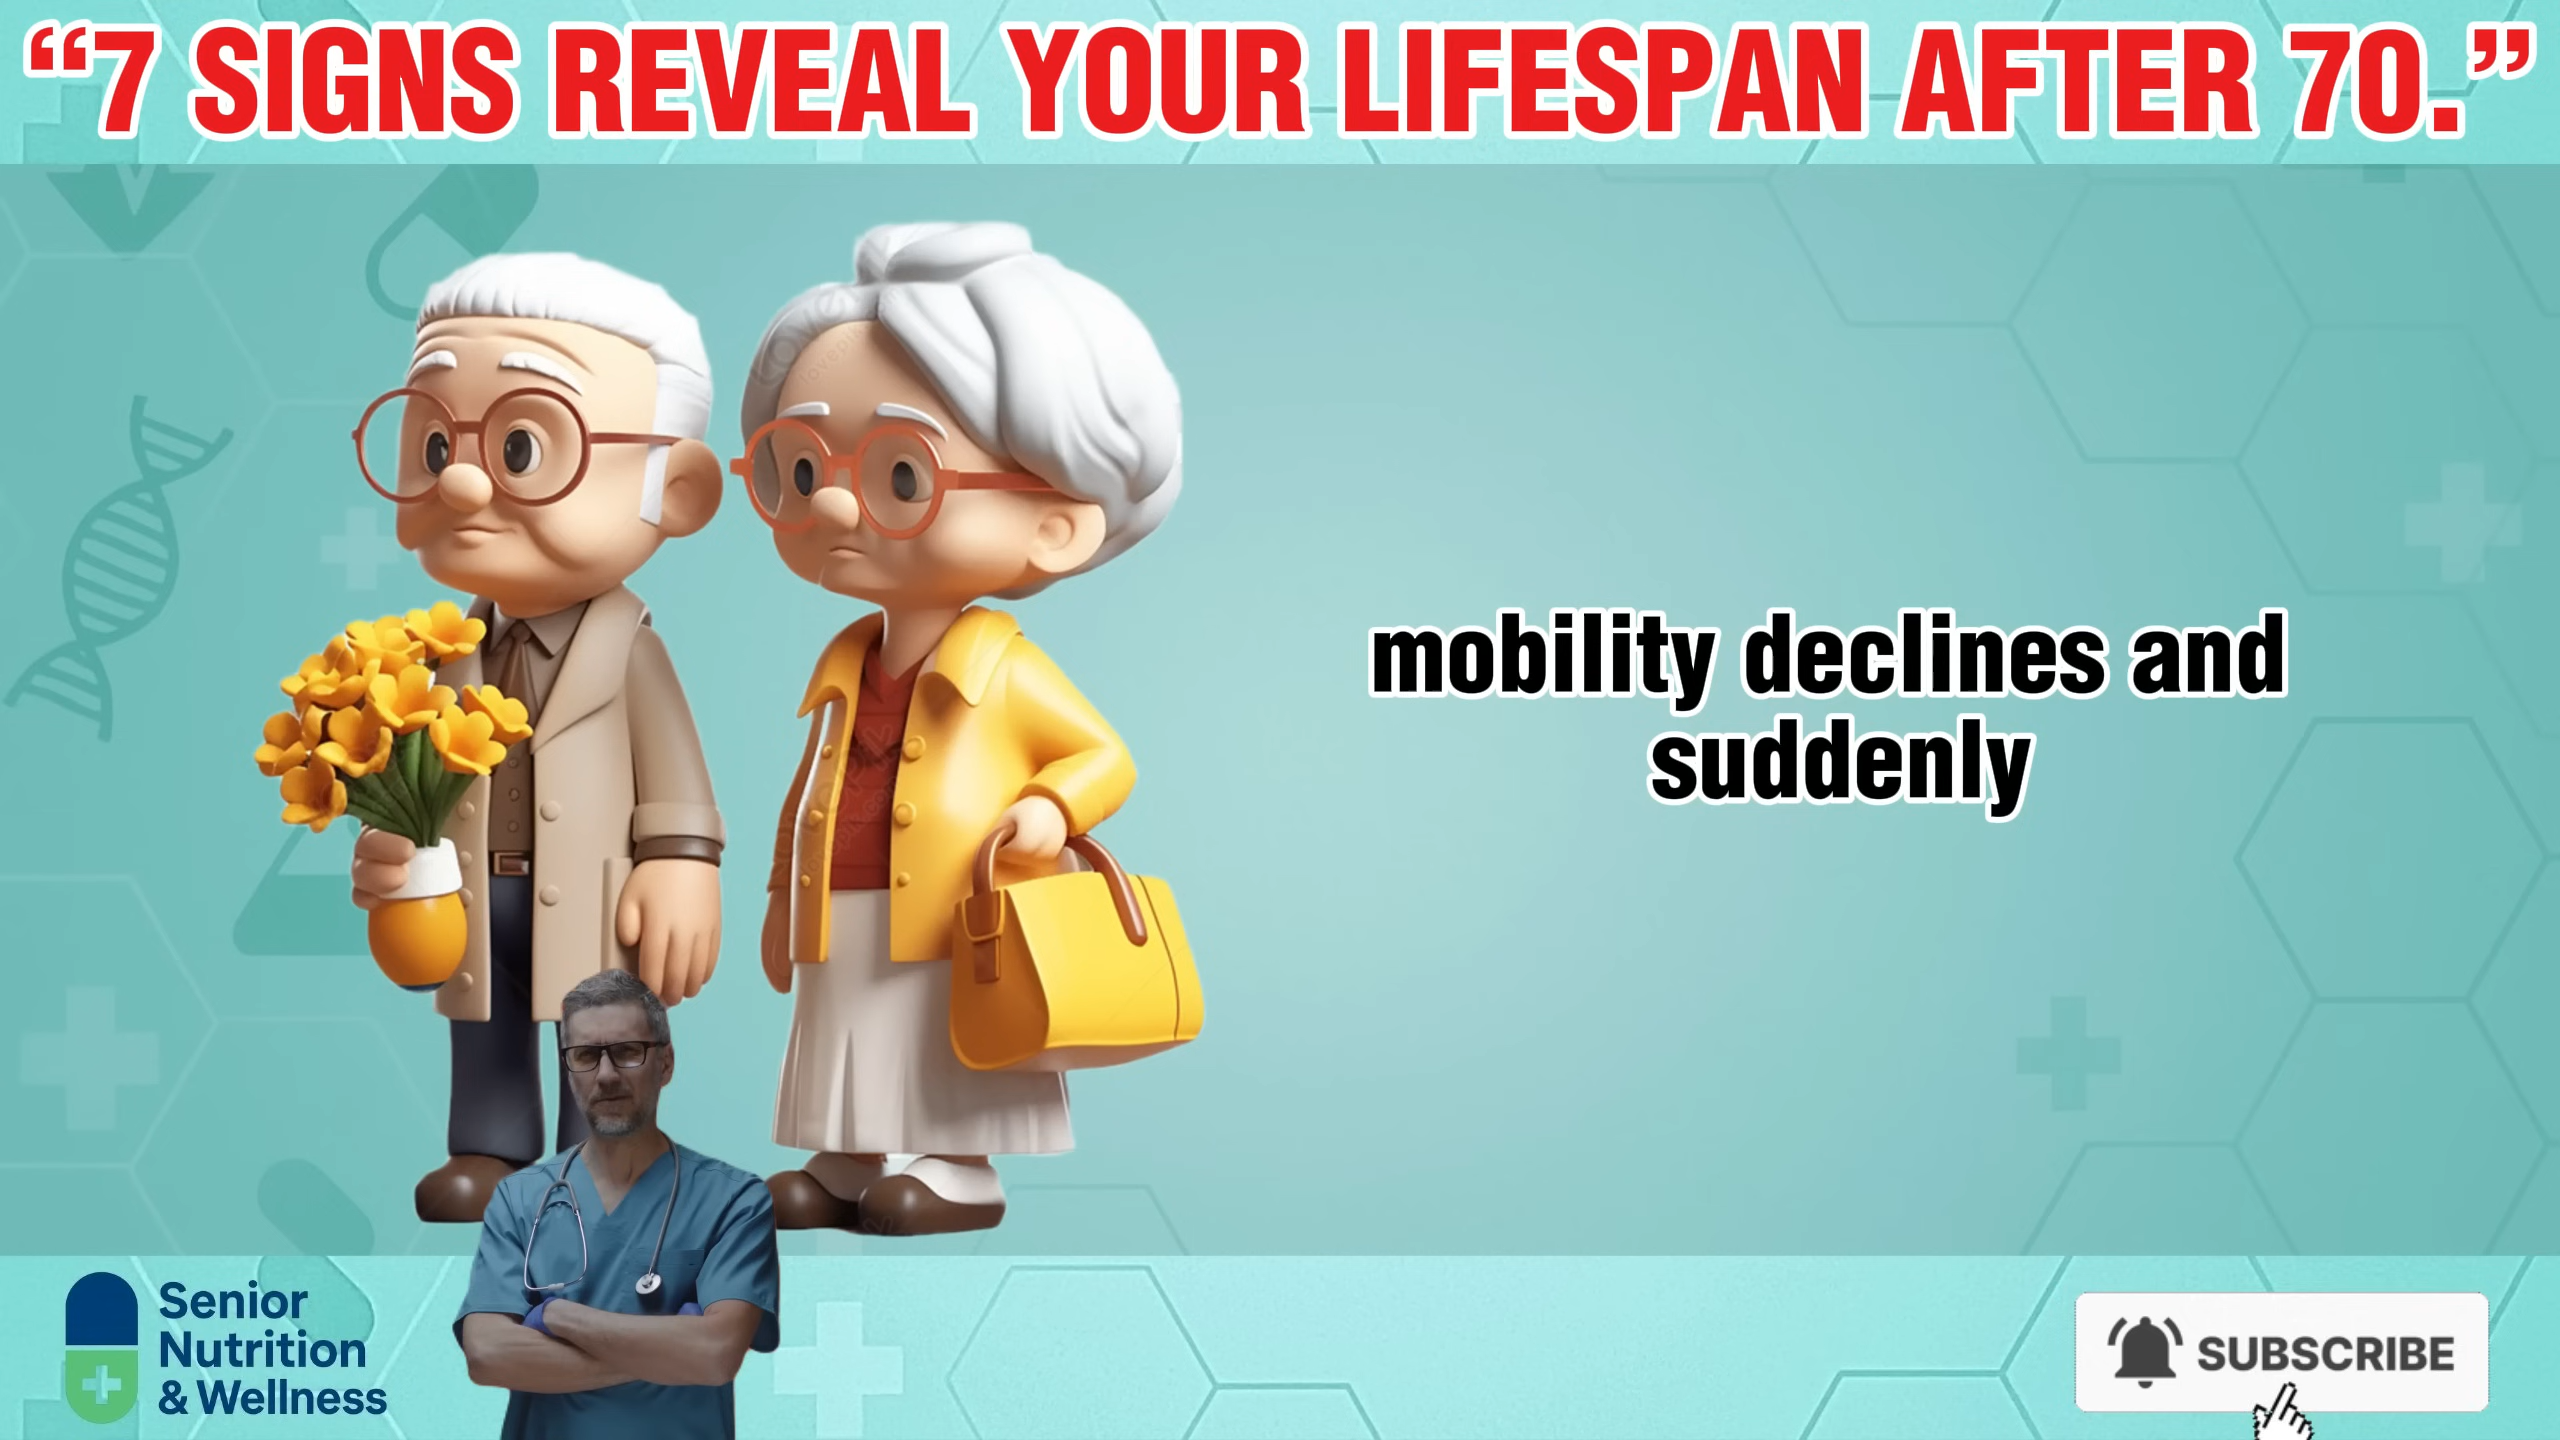 “7 SIGNS REVEAL YOUR LIFESPAN AFTER 70.”
mobility declines and
suddenly
Senior
Nutrition
& Wellness
SUBSCRIBE